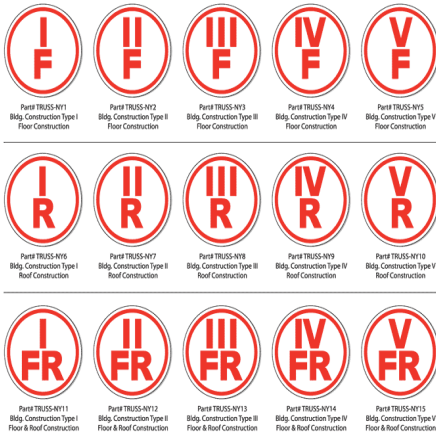 I II III IV V
F F F F F
Part# TRUSS-NY1 Part# TRUSS-NY2 Part# TRUSS-NY3 Part# TRUSS-NY4 Part# TRUSS-NY5
Bldg. Construction Type I Bldg. Construction Type II Bldg. Construction Type III Bldg. Construction Type IV Bldg. Construction Type V
Floor Construction Floor Construction Floor Construction Floor Construction Floor Construction
I II III IV V
R R R R R
Part# TRUSS-NY6 Part# TRUSS-NY7 Part# TRUSS-NY8 Part# TRUSS-NY9 Part# TRUSS-NY10
Bldg. Construction Type I Bldg. Construction Type II Bldg. Construction Type III Bldg. Construction Type IV Bldg. Construction Type V
Roof Construction Roof Construction Roof Construction Roof Construction Roof Construction
I II III IV V
FR FR FR FR FR
Part# TRUSS-NY11 Part# TRUSS-NY12 Part# TRUSS-NY13 Part# TRUSS-NY14 Part# TRUSS-NY15
Bldg. Construction Type I Bldg. Construction Type II Bldg. Construction Type III Bldg. Construction Type IV Bldg. Construction Type V
Floor & Roof Construction Floor & Roof Construction Floor & Roof Construction Floor & Roof Construction Floor & Roof Construction